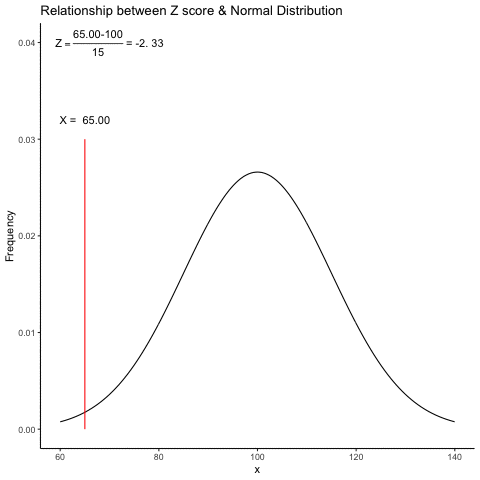 Relationship between Z score & Normal Distribution
Z = 65.00-100 = -2. 33
15
X = 65.00
0.04
0.03
0.02
0.01
0.00
Frequency
60 80 100 120 140
x